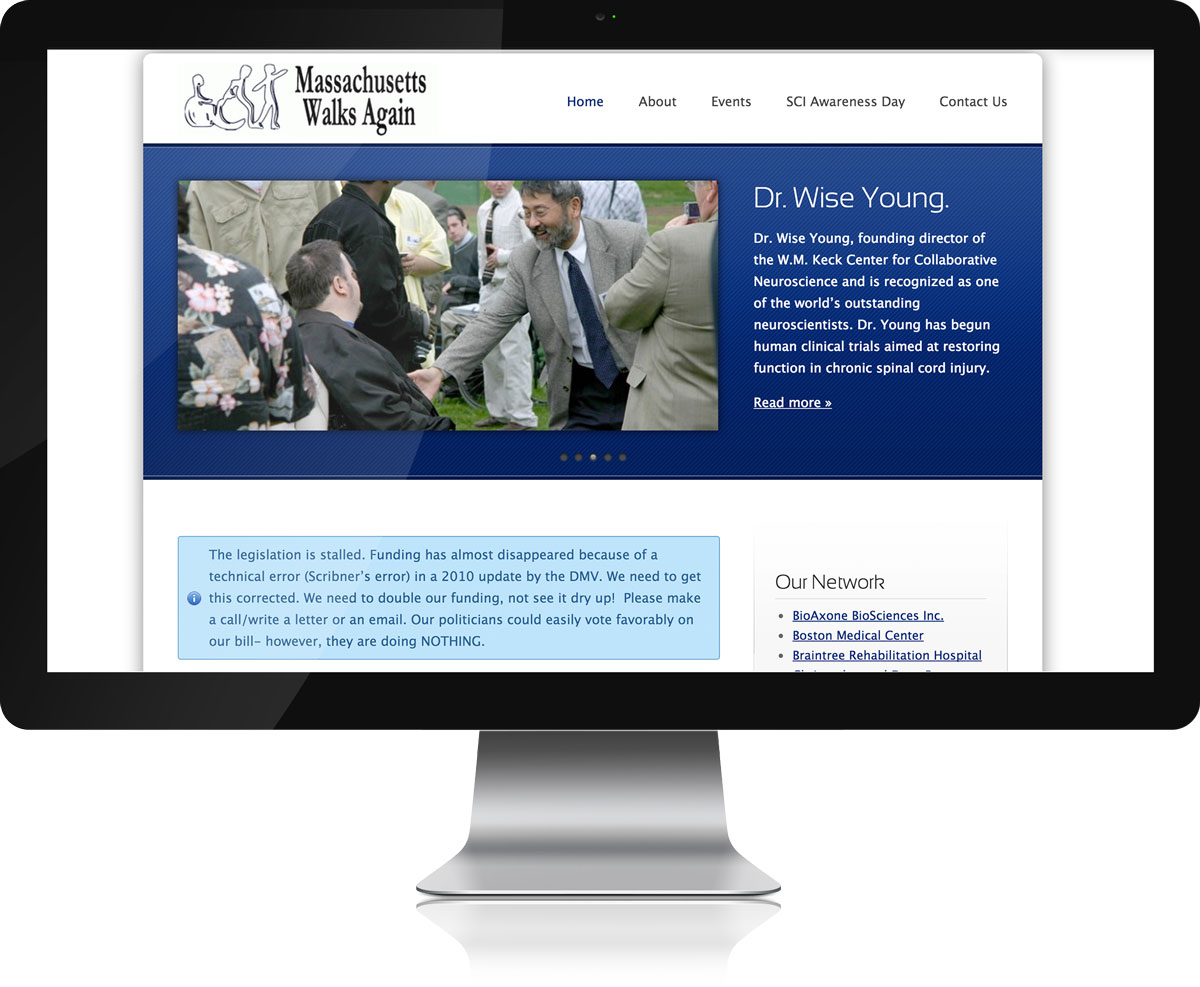 Massachusetts
Walks Again
Home About Events SCI Awareness Day Contact Us
Dr. Wise Young.
Dr. Wise Young, founding director of
the W.M. Keck Center for Collaborative
Neuroscience and is recognized as one
of the world's outstanding
neuroscientists. Dr. Young has begun
human clinical trials aimed at restoring
function in chronic spinal cord injury.
Read more »
The legislation is stalled. Funding has almost disappeared because of a
technical error (Scribner's error) in a 2010 update by the DMV. We need to get
this corrected. We need to double our funding, not see it dry up!  Please make
a call/write a letter or an email. Our politicians could easily vote favorably on
our bill– however, they are doing NOTHING.
Our Network
BioAxone BioSciences Inc.
Boston Medical Center
Braintree Rehabilitation Hospital